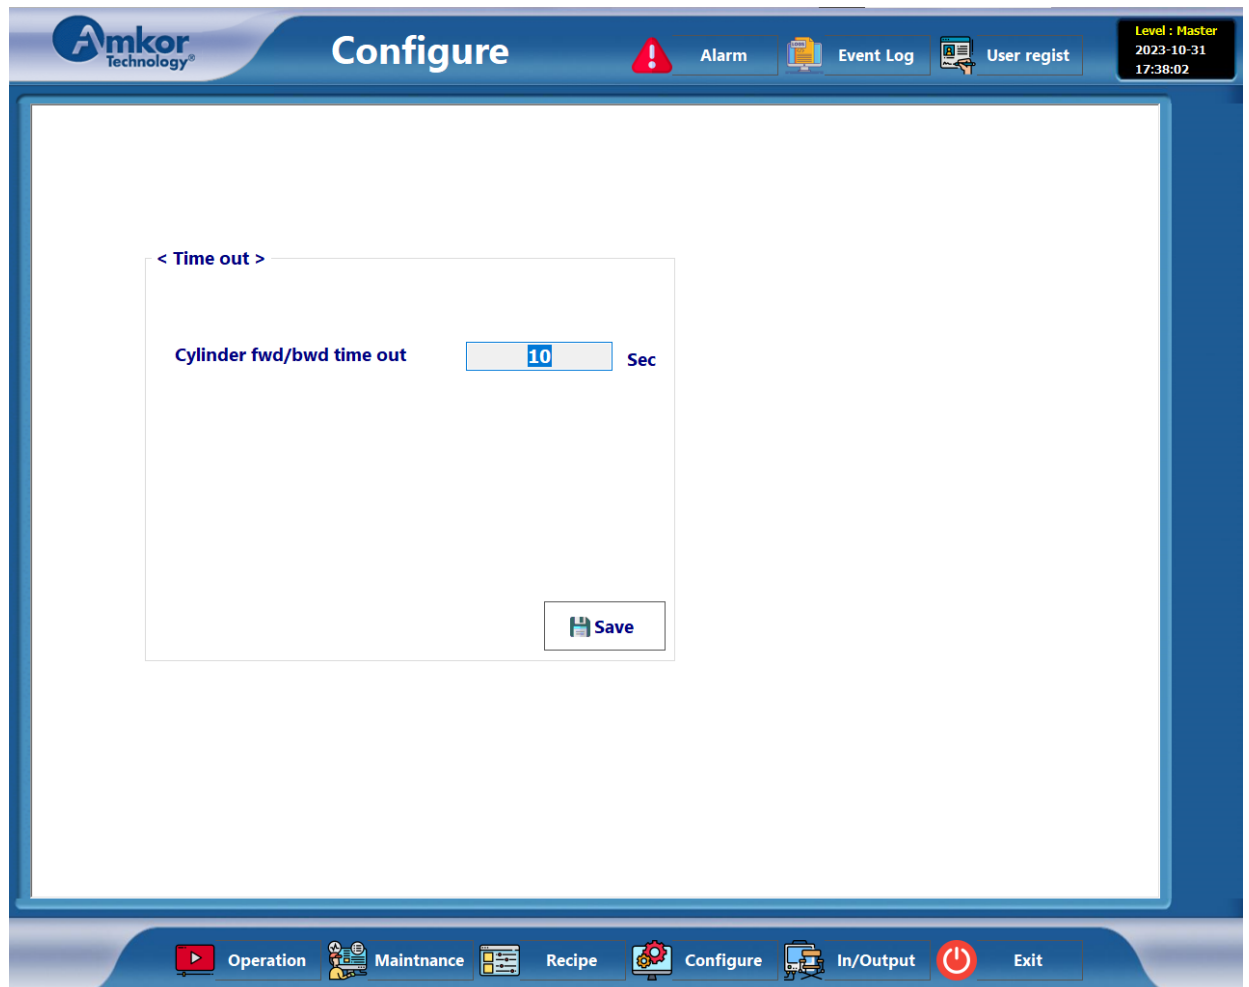 Amkor
Technology®
Configure
Alarm
Event Log
User regist
Level : Master
2023-10-31
17:38:02
< Time out >
Cylinder fwd/bwd time out
10
Sec
Save
Operation
Maintnance
Recipe
Configure
In/Output
Exit